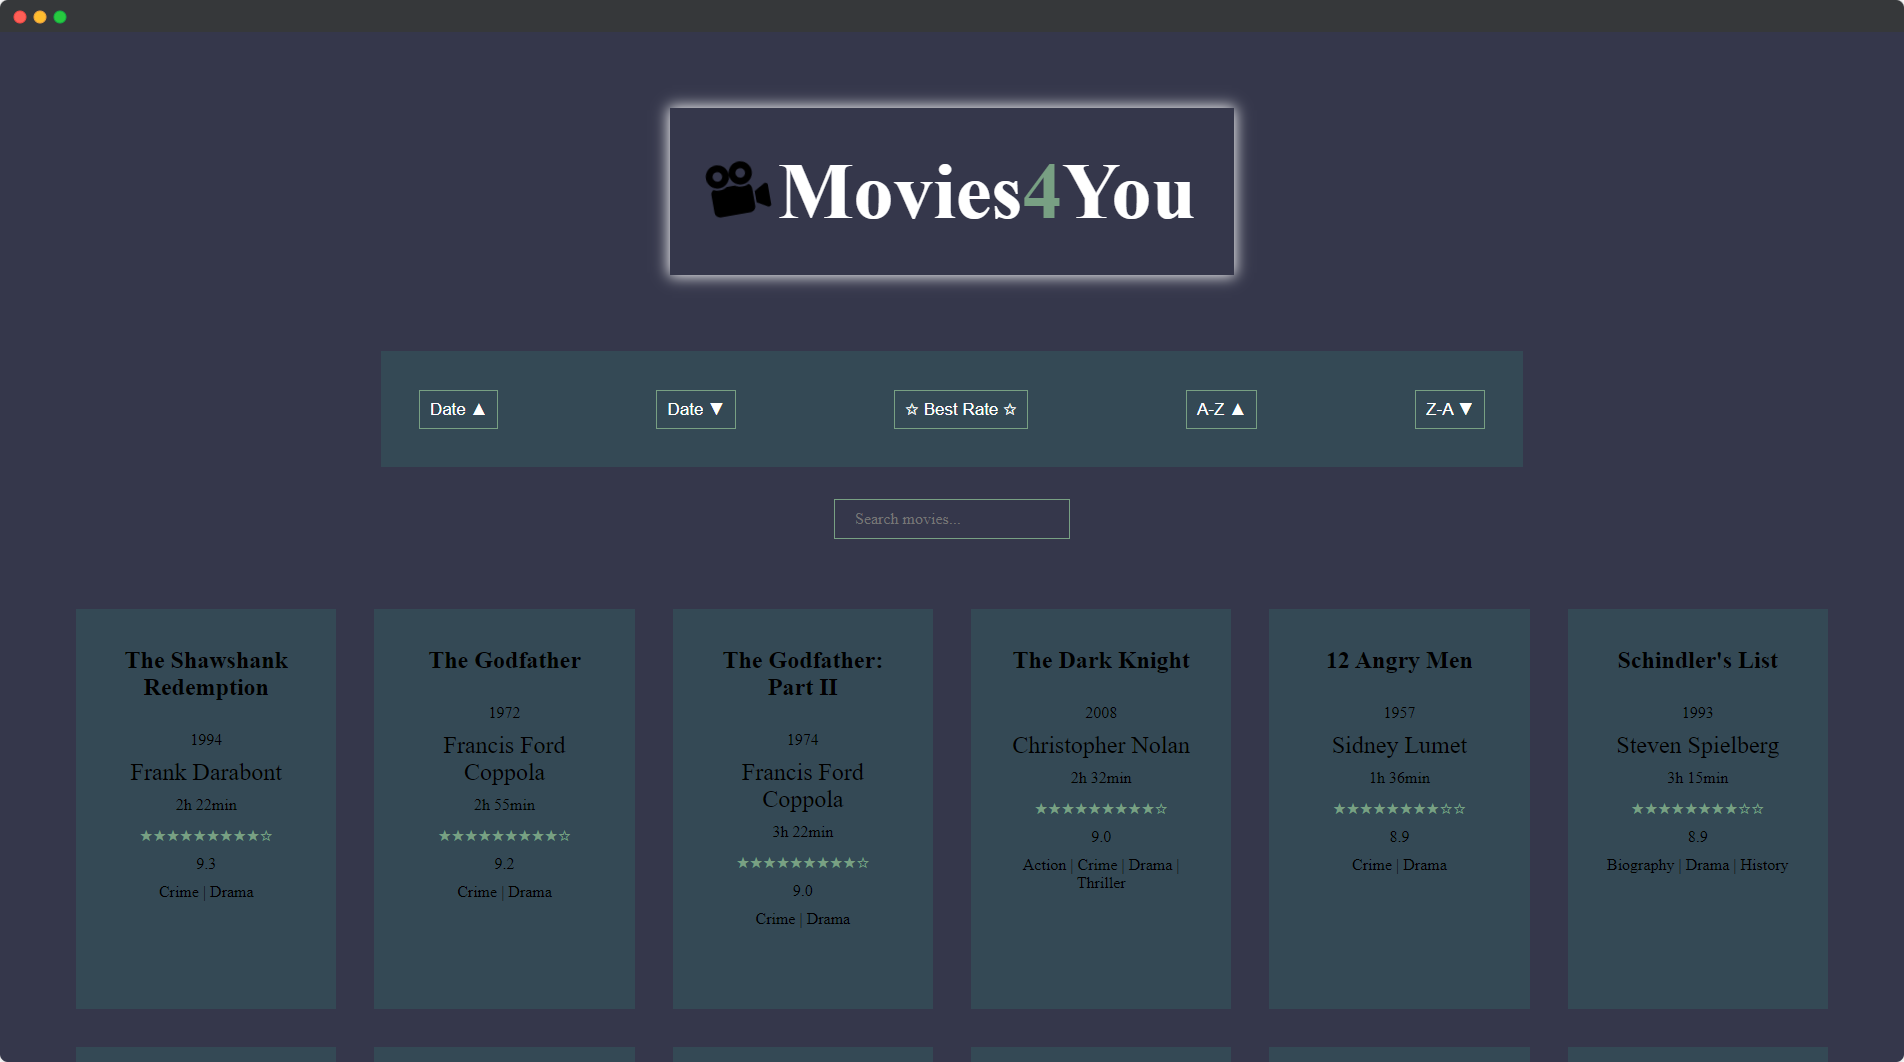 Movies4You
Date ▲
Date ▼
☆ Best Rate ☆
A-Z ▲
Z-A ▼
Search movies...
The Shawshank
Redemption
1994
Frank Darabont
2h 22min
★★★★★★★★★☆
9.3
Crime | Drama
The Godfather
1972
Francis Ford
Coppola
2h 55min
★★★★★★★★★☆
9.2
Crime | Drama
The Godfather:
Part II
1974
Francis Ford
Coppola
3h 22min
★★★★★★★★★☆
9.0
Crime | Drama
The Dark Knight
2008
Christopher Nolan
2h 32min
★★★★★★★★★☆
9.0
Action | Crime | Drama |
Thriller
12 Angry Men
1957
Sidney Lumet
1h 36min
★★★★★★★★☆☆
8.9
Crime | Drama
Schindler's List
1993
Steven Spielberg
3h 15min
★★★★★★★★☆☆
8.9
Biography | Drama | History